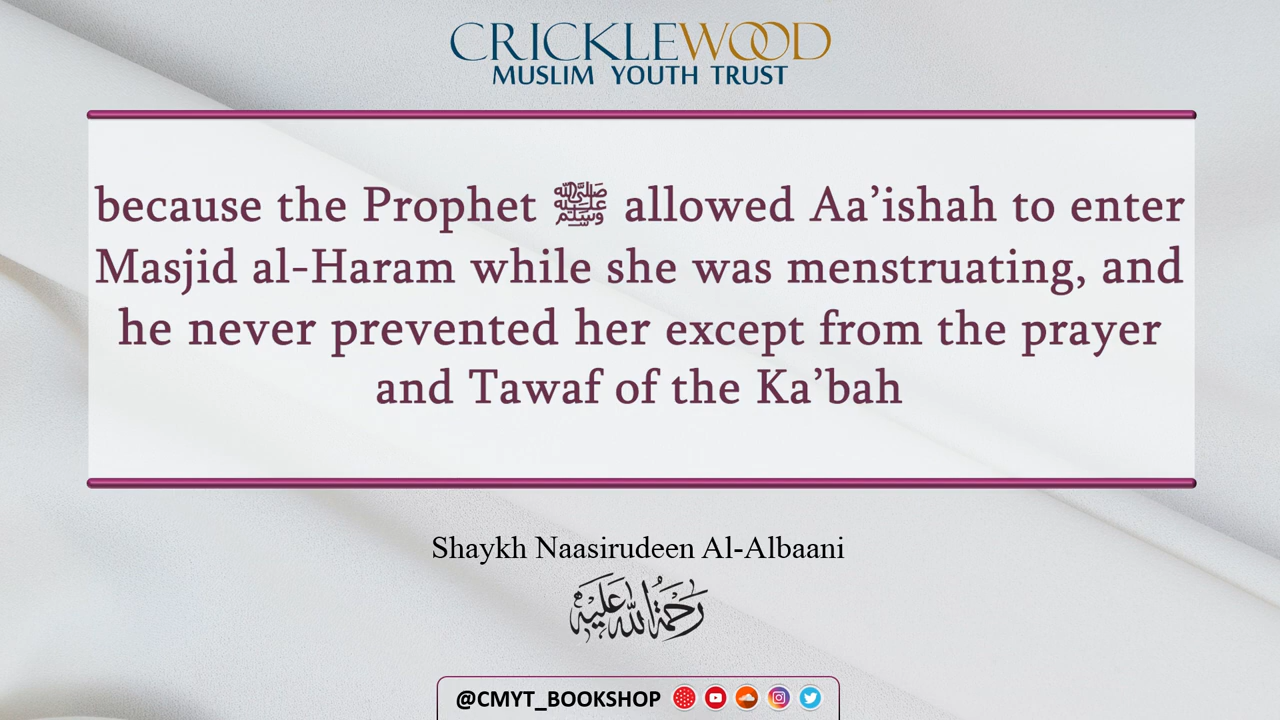 CRICKLEWOOD
MUSLIM YOUTH TRUST
because the Prophet ﷺ allowed Aa’ishah to enter
Masjid al-Haram while she was menstruating, and
he never prevented her except from the prayer
and Tawaf of the Ka’bah
Shaykh Naasirudeen Al-Albaani
رَحْمَةُ اللهِ عَلَيْهِ
@CMYT_BOOKSHOP